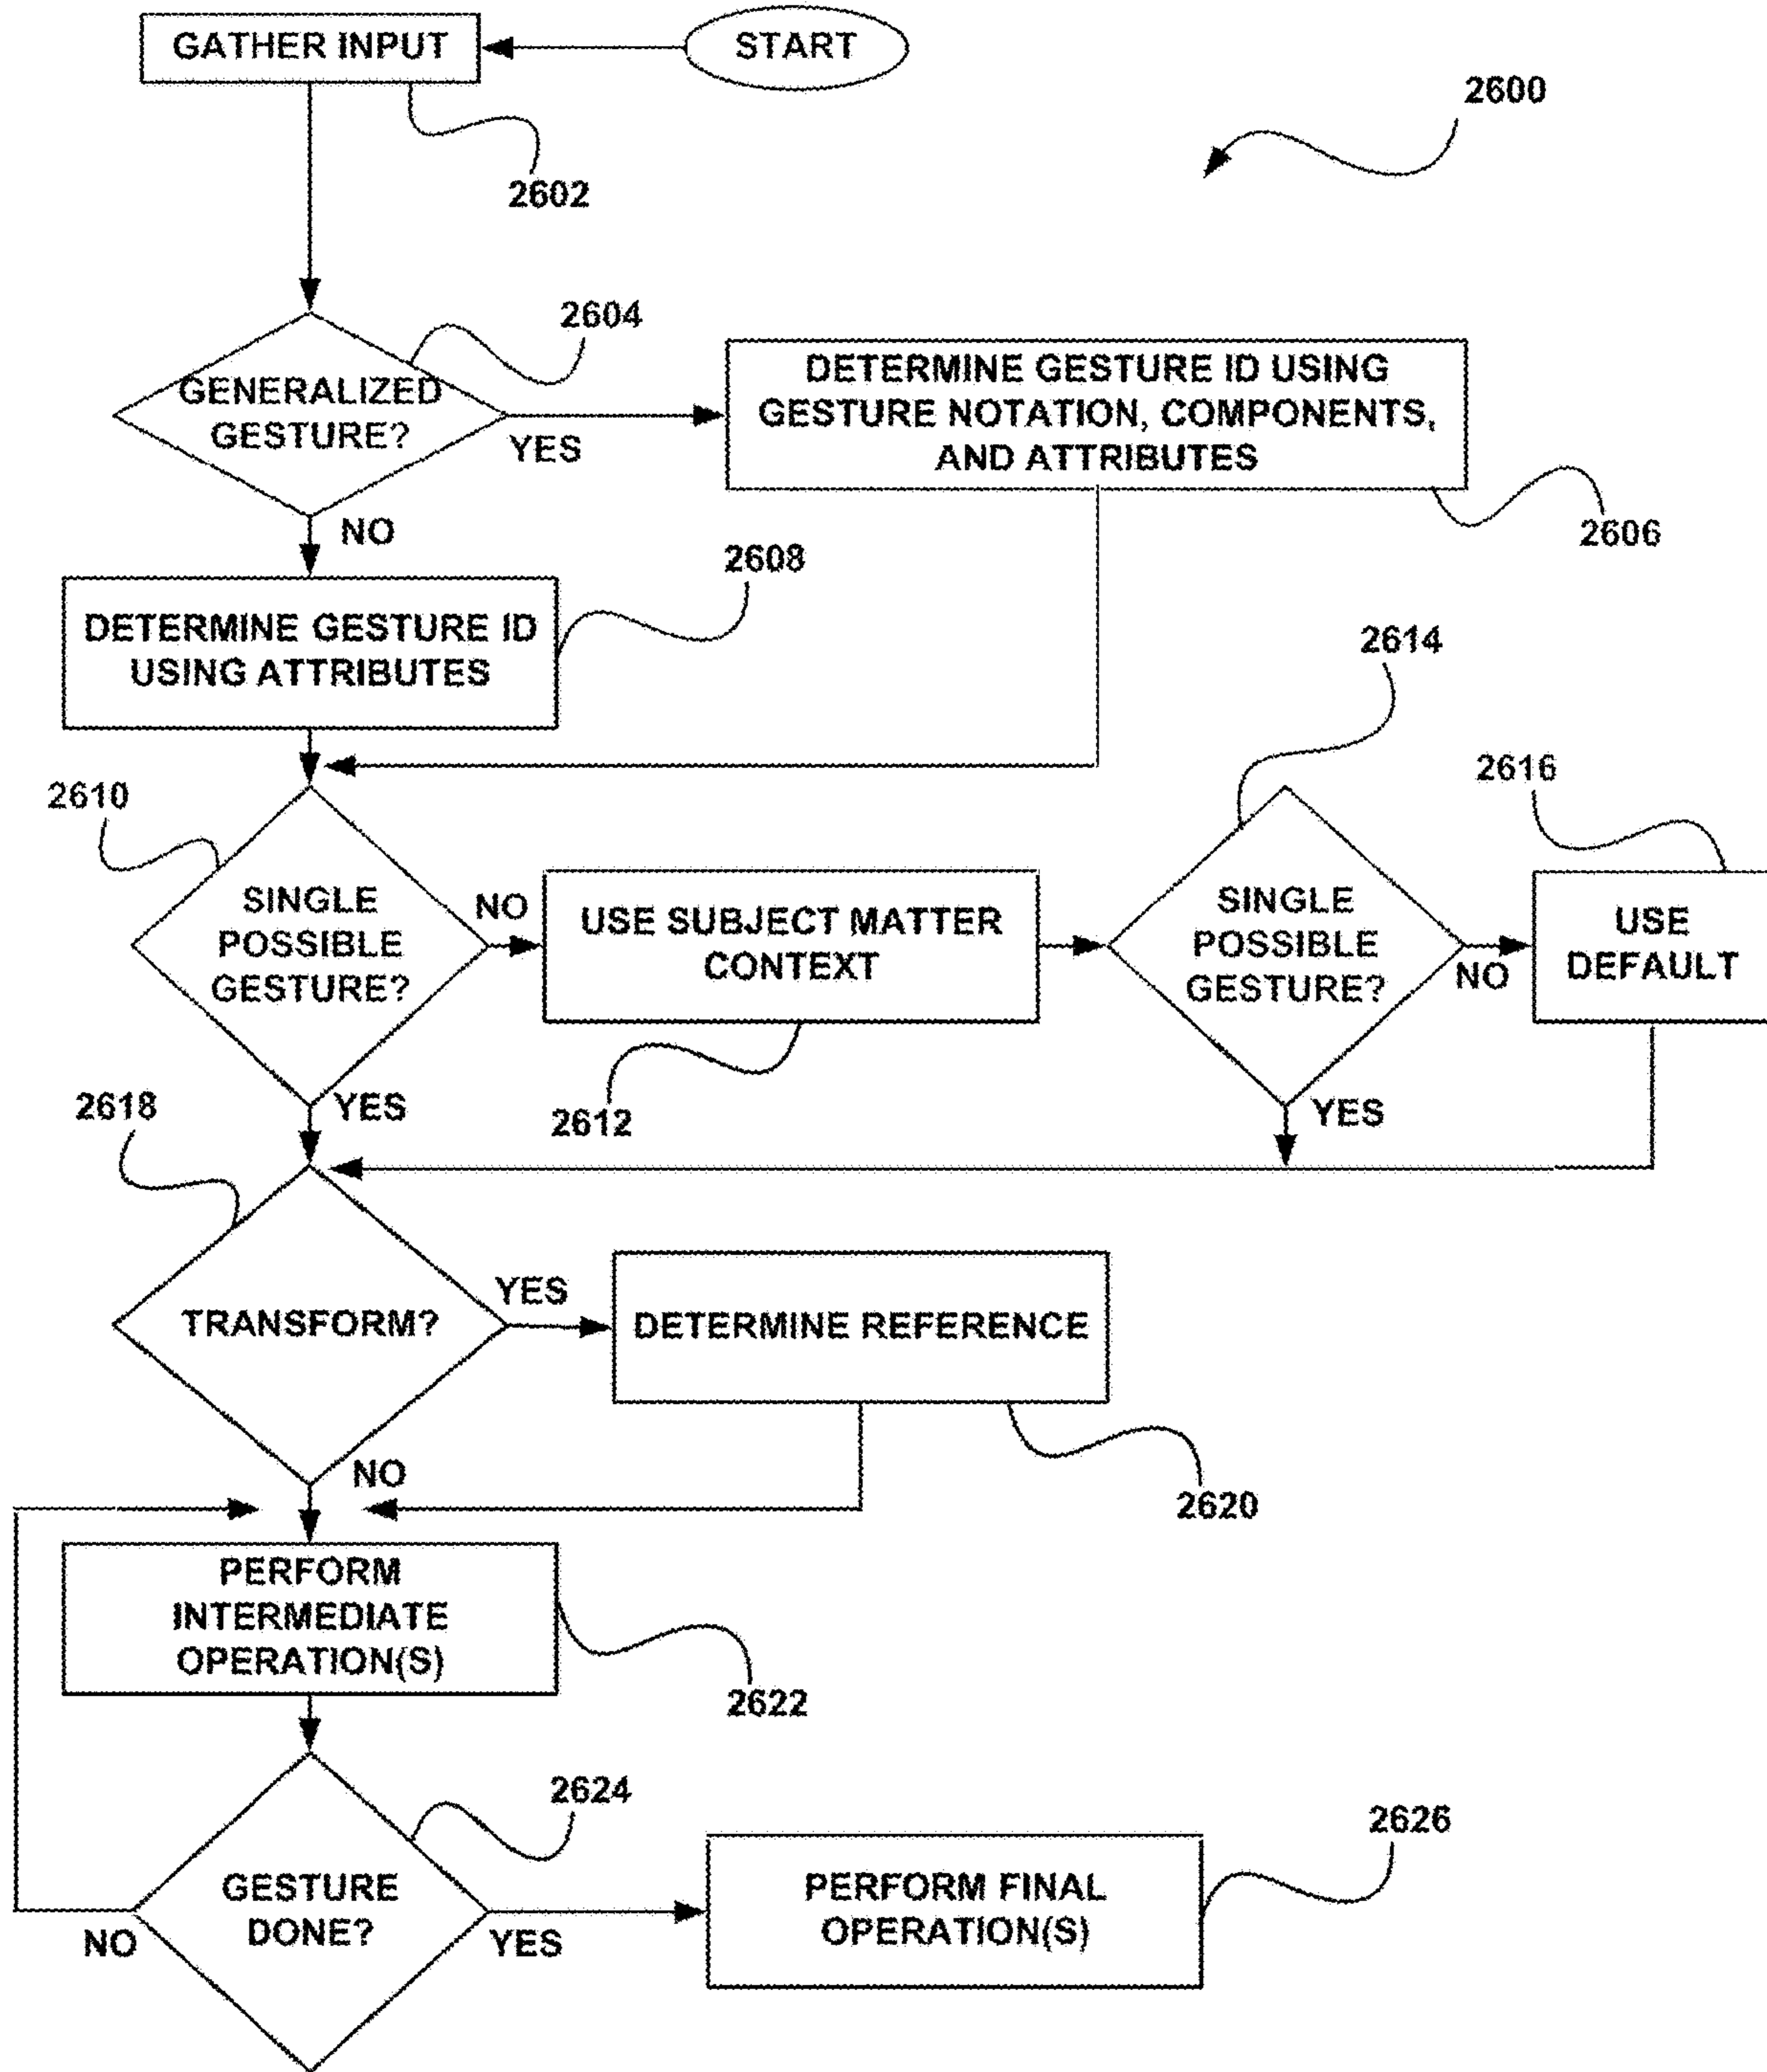 GATHER INPUT
START
2600
2602
2604
GENERALIZED
GESTURE?
YES
DETERMINE GESTURE ID USING
GESTURE NOTATION, COMPONENTS,
AND ATTRIBUTES
2606
NO
2608
DETERMINE GESTURE ID
USING ATTRIBUTES
2614
2616
2610
SINGLE
POSSIBLE
GESTURE?
NO
USE SUBJECT MATTER
CONTEXT
SINGLE
POSSIBLE
GESTURE?
NO
USE
DEFAULT
2612
YES
YES
2618
TRANSFORM?
YES
DETERMINE REFERENCE
2620
NO
PERFORM
INTERMEDIATE
OPERATION(S)
2622
2624
GESTURE
DONE?
NO
YES
PERFORM FINAL
OPERATION(S)
2626